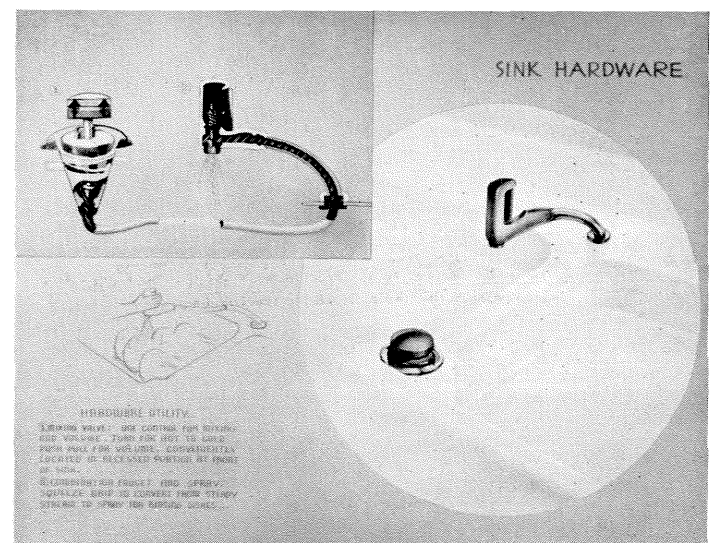 SINK HARDWARE
HARDWARE UTILITY
MIXING VALVE: ONE CONTROL FOR MIXING
AND VOLUME. TURN FOR HOT TO COLD
PUSH PULL FOR VOLUME. CONVENIENTLY
LOCATED IN RECESSED PORTION AT FRONT
OF SINK.
COMBINATION FAUCET AND SPRAY:
SQUEEZE GRIP TO CONVERT FROM STEADY
STREAM TO SPRAY FOR RINSING DISHES.